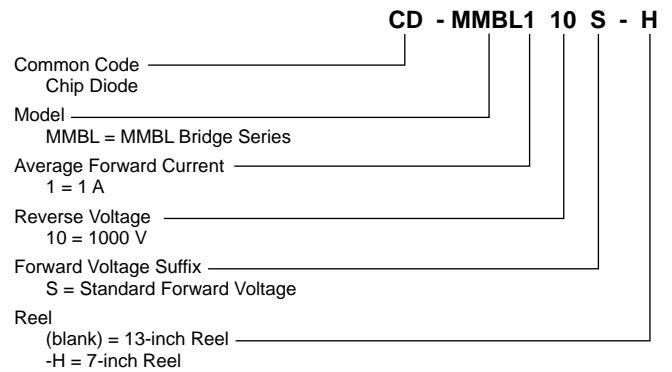 CD - MMBL1 10 S - H
Common Code
Chip Diode
Model
MMBL = MMBL Bridge Series
Average Forward Current
1 = 1 A
Reverse Voltage
10 = 1000 V
Forward Voltage Suffix
S = Standard Forward Voltage
Reel
(blank) = 13-inch Reel
-H = 7-inch Reel